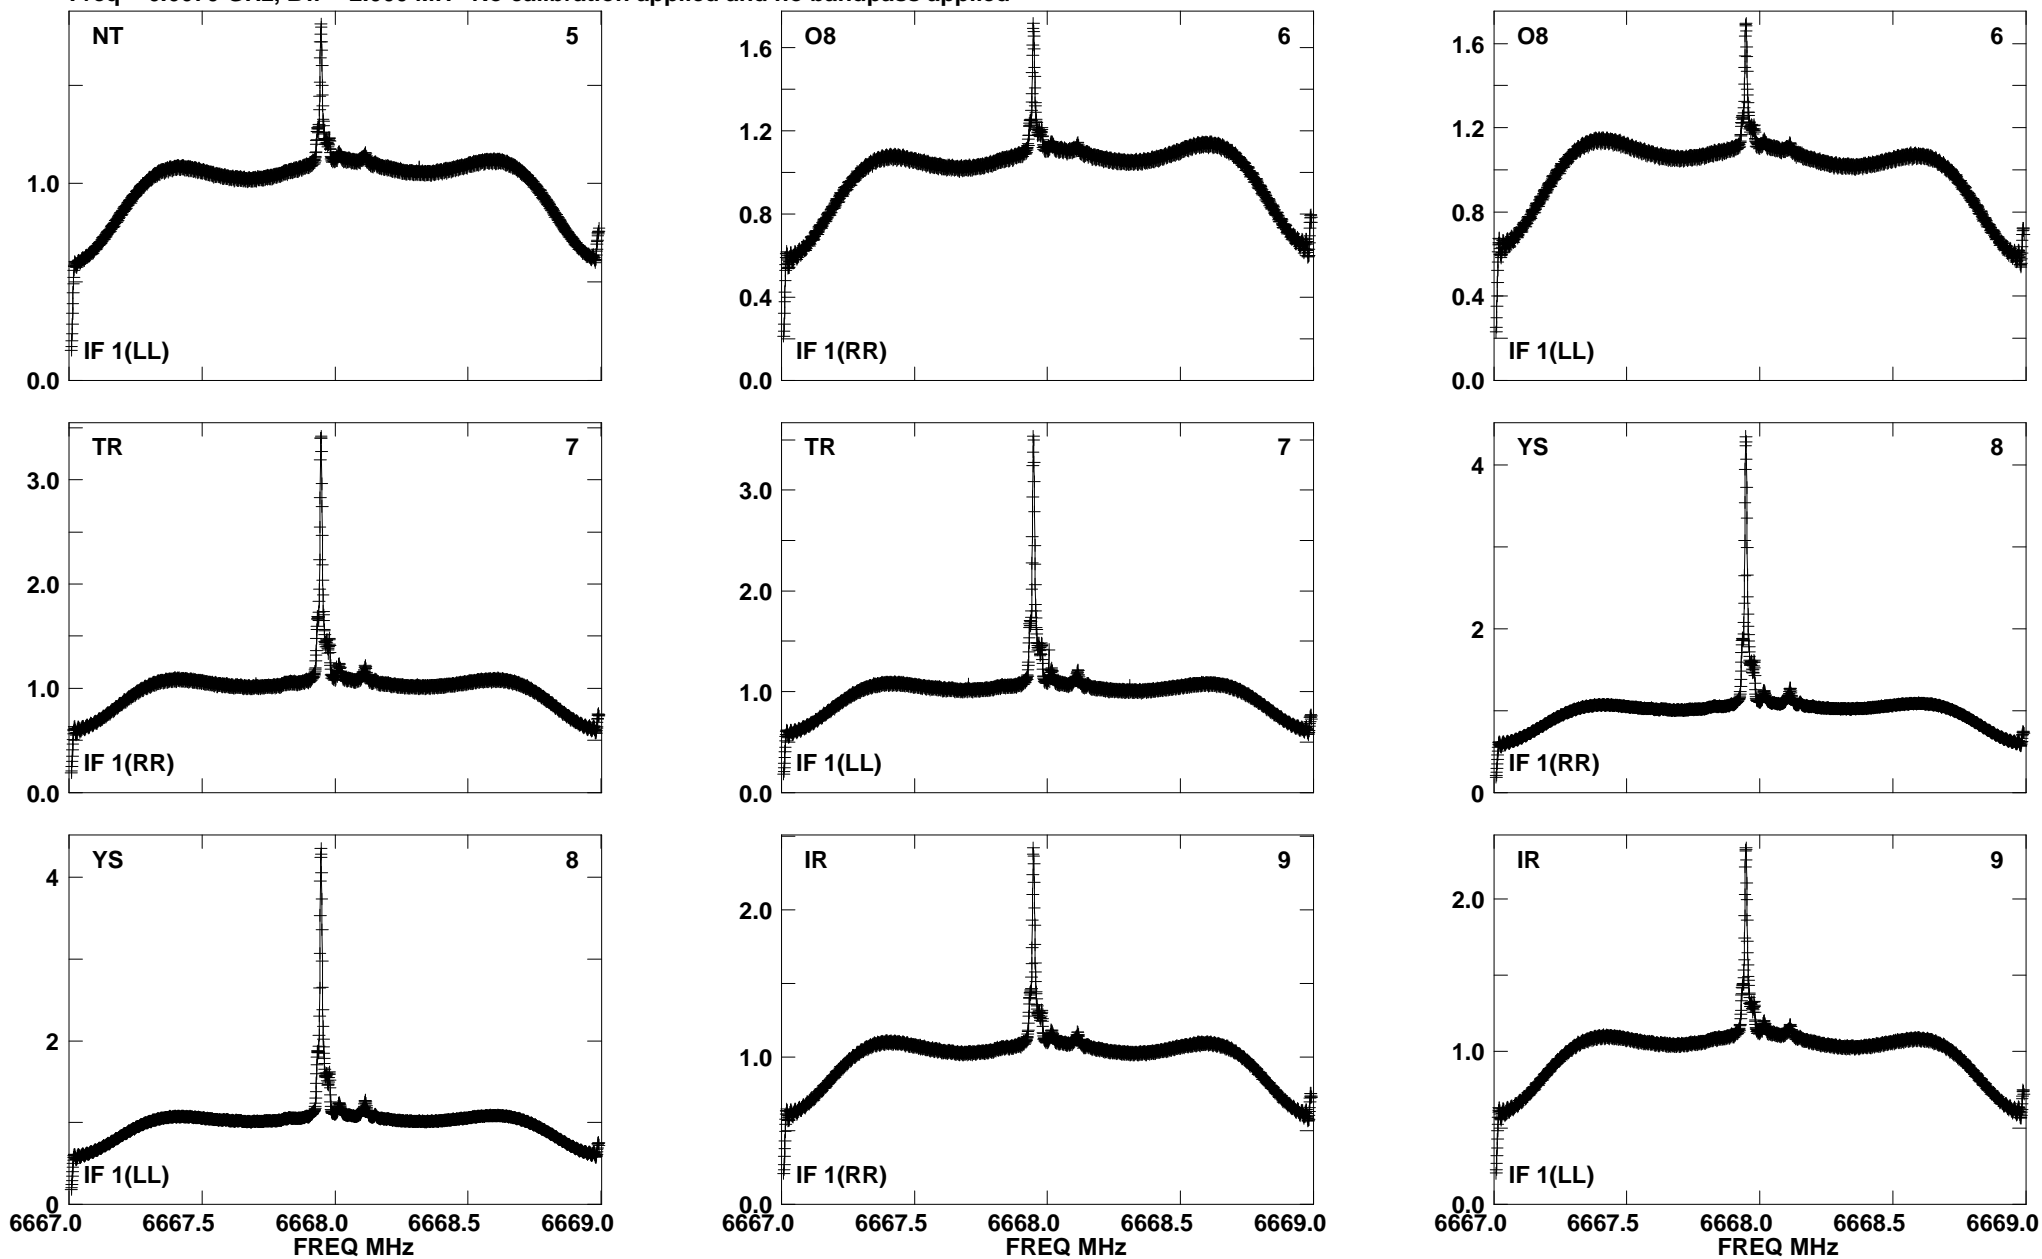 NT 5 O8 6 O8 6
1.6 1.6
1.2 1.2
1.0
0.8 0.8
0.4 0.4
IF 1(LL) IF 1(RR) IF 1(LL)
0.0 0.0 0.0
TR 7 TR 7 YS 8
3.0 3.0 4
2.0 2.0 2
1.0 1.0
IF 1(RR) IF 1(LL) IF 1(RR)
0.0 0.0 0
YS 8 IR 9 IR 9
4 2.0 2.0
2 1.0 1.0
IF 1(LL) IF 1(RR) IF 1(LL)
0 0.0 0.0
6667.0 6667.5 6668.0 6668.5 6669.0 6667.0 6667.5 6668.0 6668.5 6669.0 6667.0 6667.5 6668.0 6668.5 6669.0
FREQ MHz FREQ MHz FREQ MHz